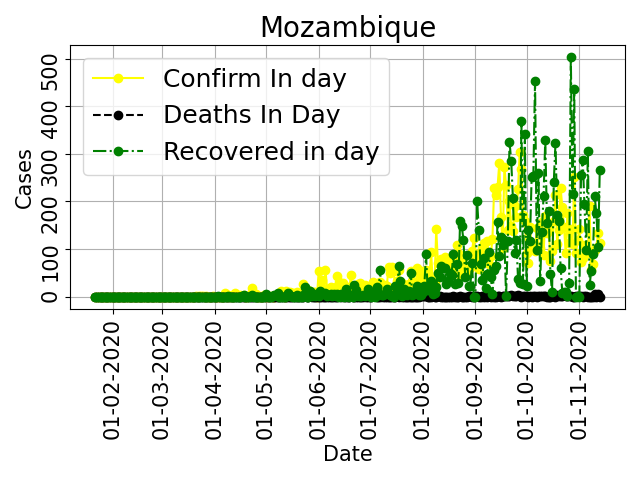 Mozambique
Confirm In day
Deaths In Day
Recovered in day
Cases
500
400
300
200
100
0
01-02-2020
01-03-2020
01-04-2020
01-05-2020
01-06-2020
01-07-2020
01-08-2020
01-09-2020
01-10-2020
01-11-2020
Date